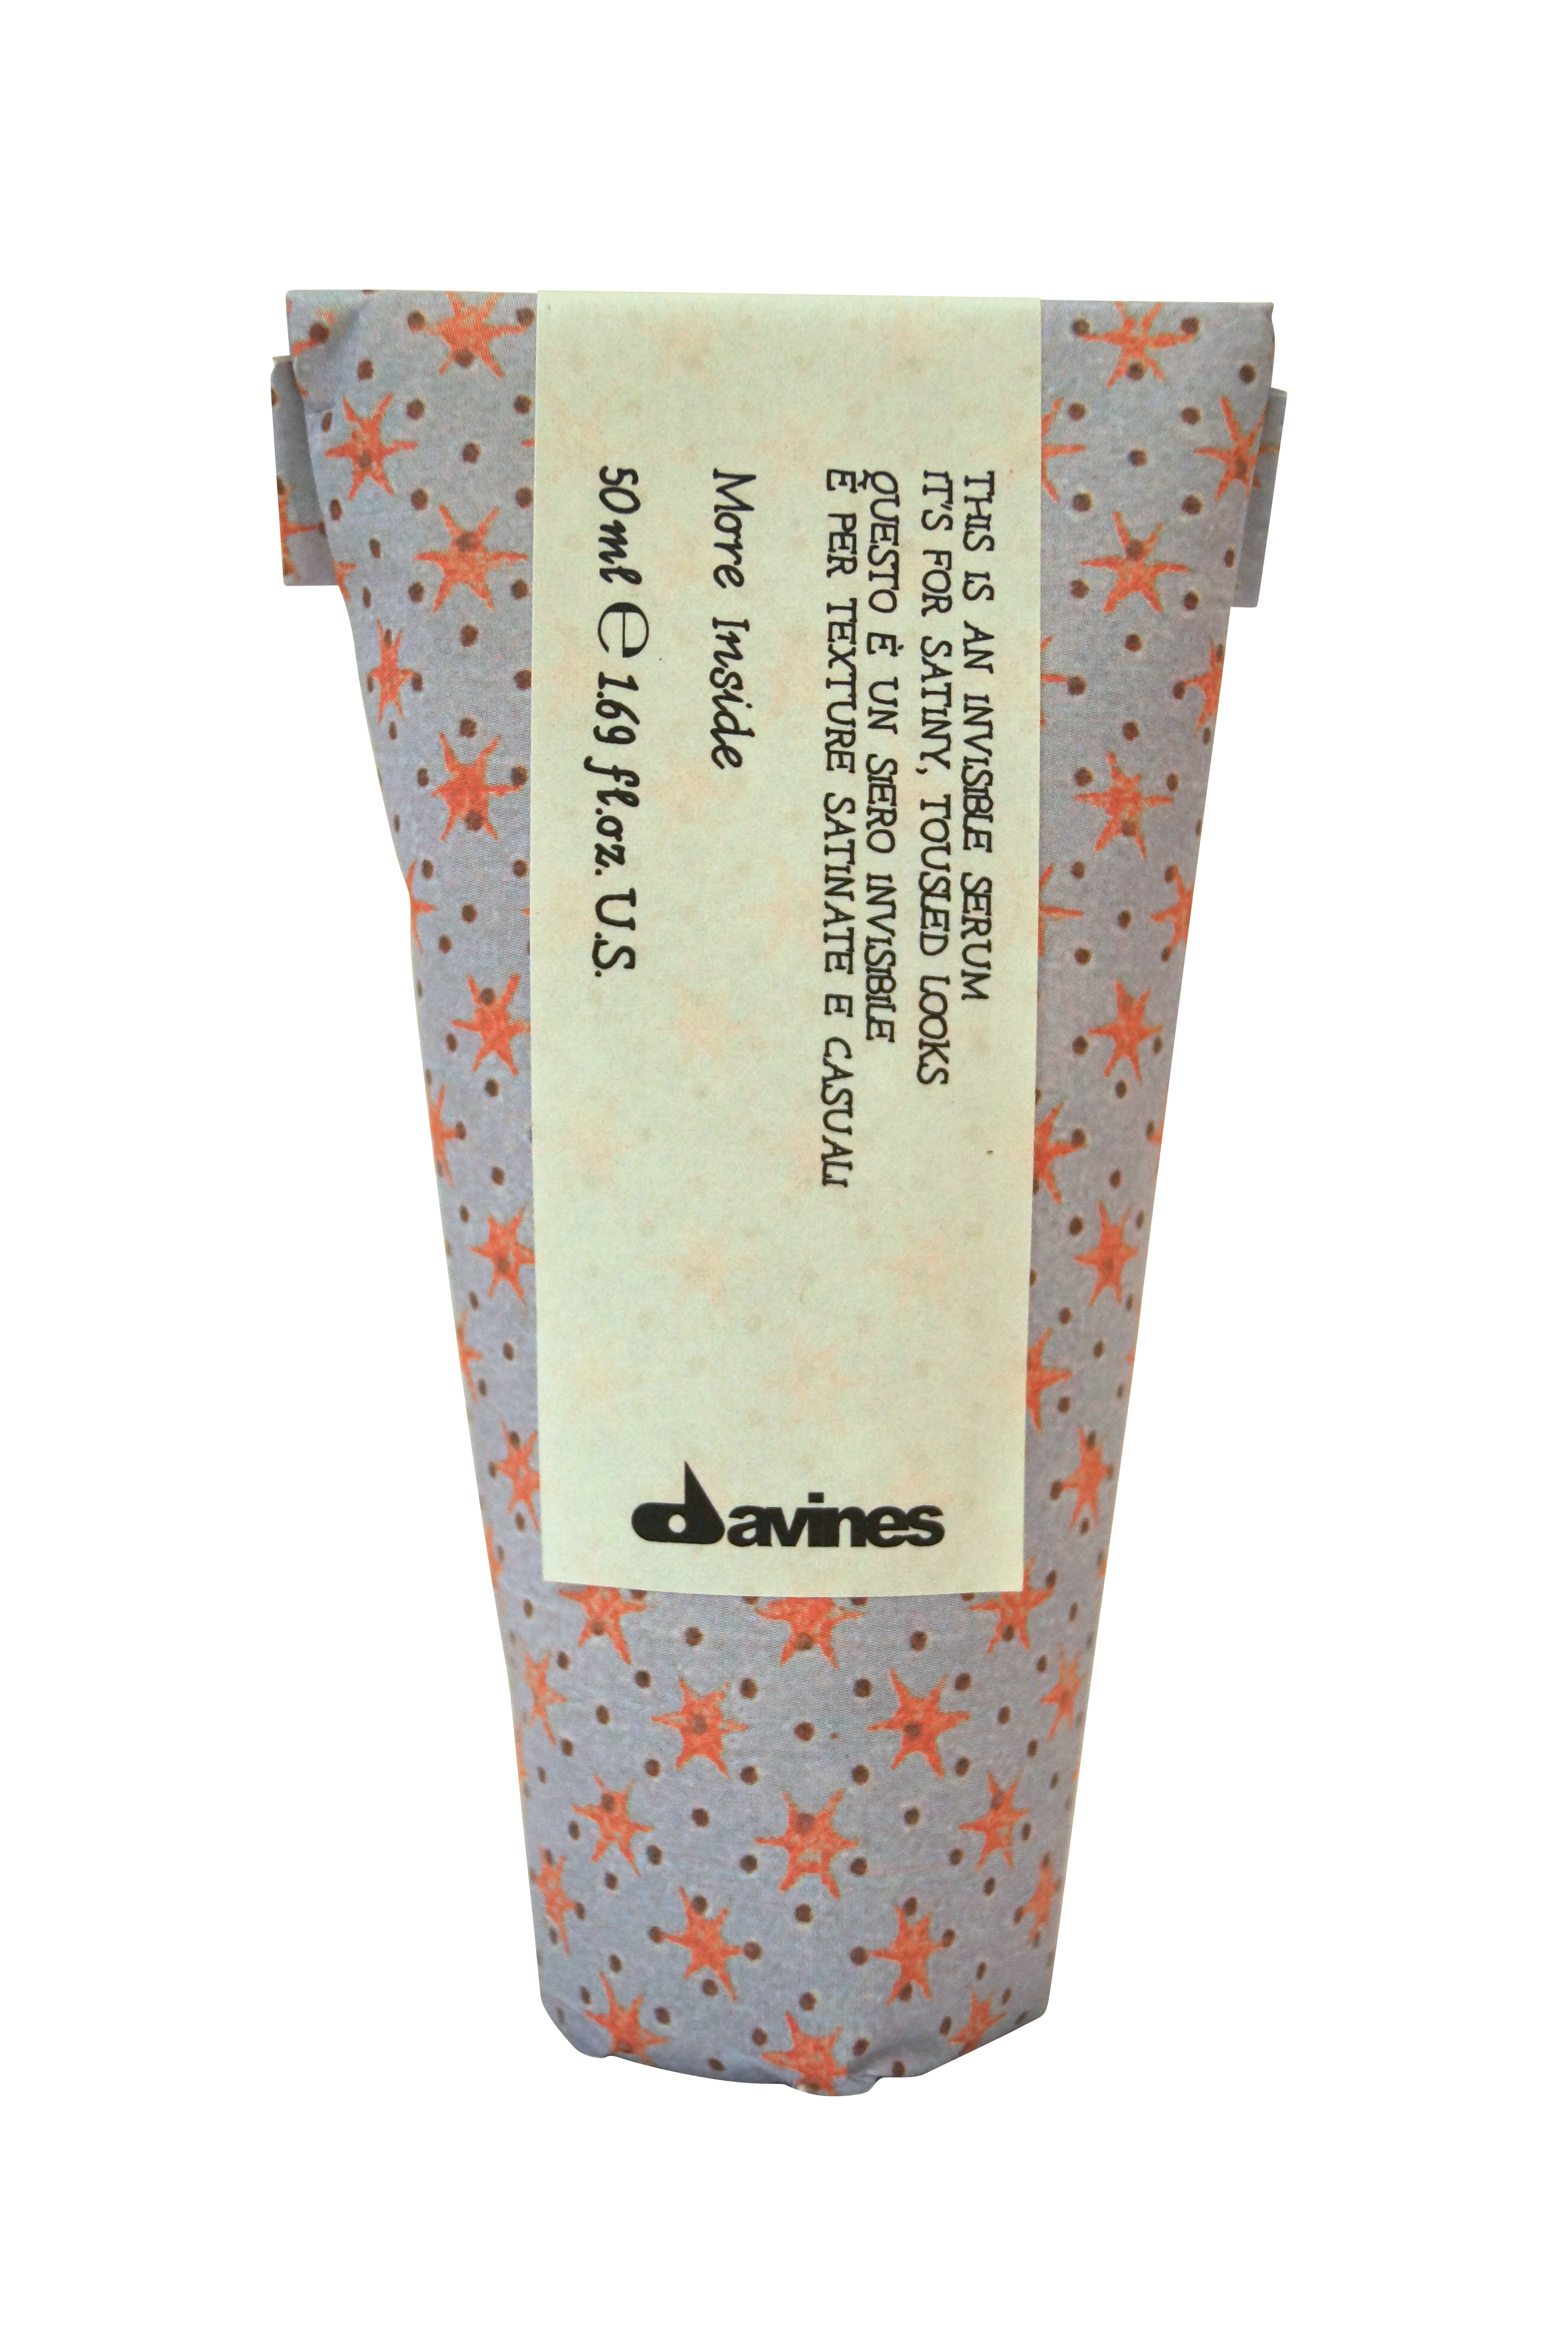 THIS IS AN INVISIBLE SERUM
IT'S FOR SATINY, TOUSLED LOOKS
QUESTO È UN SIERO INVISIBILE
È PER TEXTURE SATINATE E CASUALI
More Inside
50 ml ℮ 1.69 fl.oz. U.S.
davines